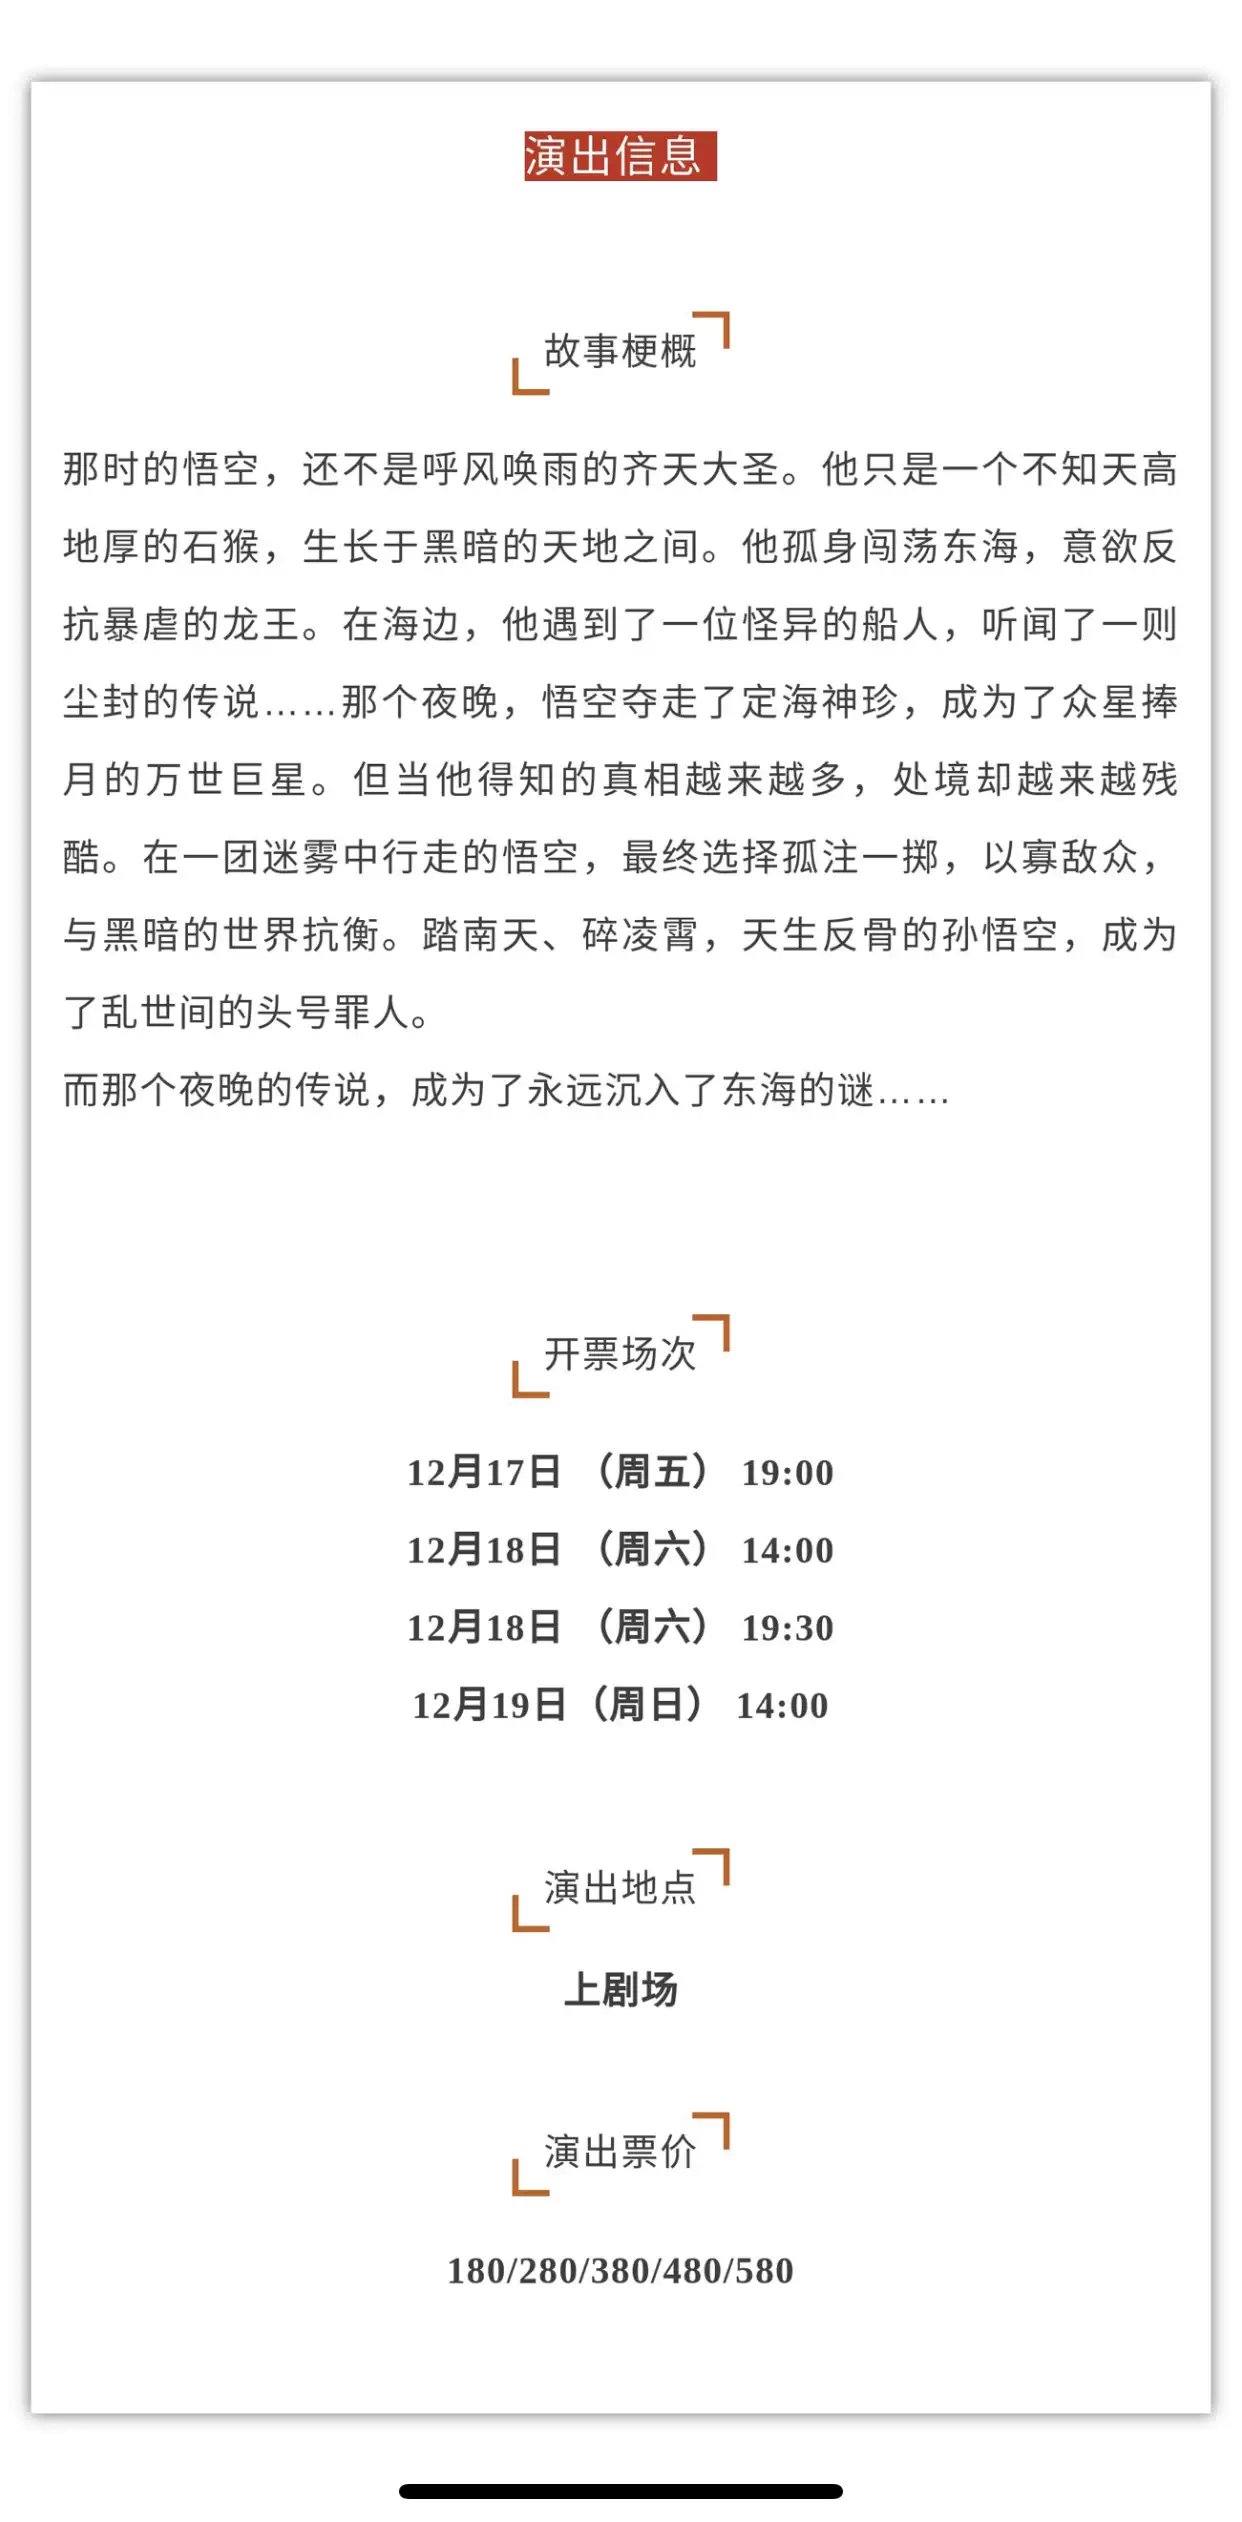 演出信息
故事梗概
那时的悟空，还不是呼风唤雨的齐天大圣。他只是一个不知天高
地厚的石猴，生长于黑暗的天地之间。他孤身闯荡东海，意欲反
抗暴虐的龙王。在海边，他遇到了一位怪异的船人，听闻了一则
尘封的传说……那个夜晚，悟空夺走了定海神珍，成为了众星捧
月的万世巨星。但当他得知的真相越来越多，处境却越来越残
酷。在一团迷雾中行走的悟空，最终选择孤注一掷，以寡敌众，
与黑暗的世界抗衡。踏南天、碎凌霄，天生反骨的孙悟空，成为
了乱世间的头号罪人。
而那个夜晚的传说，成为了永远沉入了东海的谜……
开票场次
12月17日 （周五） 19:00
12月18日 （周六） 14:00
12月18日 （周六） 19:30
12月19日（周日） 14:00
演出地点
上剧场
演出票价
180/280/380/480/580